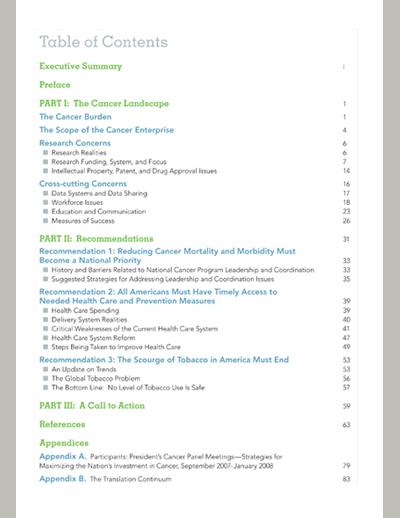 Table of Contents
Executive Summary i
Preface
PART I: The Cancer Landscape 1
The Cancer Burden 1
The Scope of the Cancer Enterprise 4
Research Concerns 6
Research Realities 6
Research Funding, System, and Focus 7
Intellectual Property, Patent, and Drug Approval Issues 14
Cross-cutting Concerns 16
Data Systems and Data Sharing 17
Workforce Issues 18
Education and Communication 23
Measures of Success 26
PART II: Recommendations 31
Recommendation 1: Reducing Cancer Mortality and Morbidity Must
Become a National Priority 33
History and Barriers Related to National Cancer Program Leadership and Coordination 33
Suggested Strategies for Addressing Leadership and Coordination Issues 35
Recommendation 2: All Americans Must Have Timely Access to
Needed Health Care and Prevention Measures 39
Health Care Spending 39
Delivery System Realities 40
Critical Weaknesses of the Current Health Care System 41
Health Care System Reform 47
Steps Being Taken to Improve Health Care 49
Recommendation 3: The Scourge of Tobacco in America Must End 53
An Update on Trends 53
The Global Tobacco Problem 56
The Bottom Line: No Level of Tobacco Use Is Safe 57
PART III: A Call to Action 59
References 63
Appendices
Appendix A. Participants: President's Cancer Panel Meetings—Strategies for
Maximizing the Nation's Investment in Cancer, September 2007-January 2008 79
Appendix B. The Translation Continuum 83